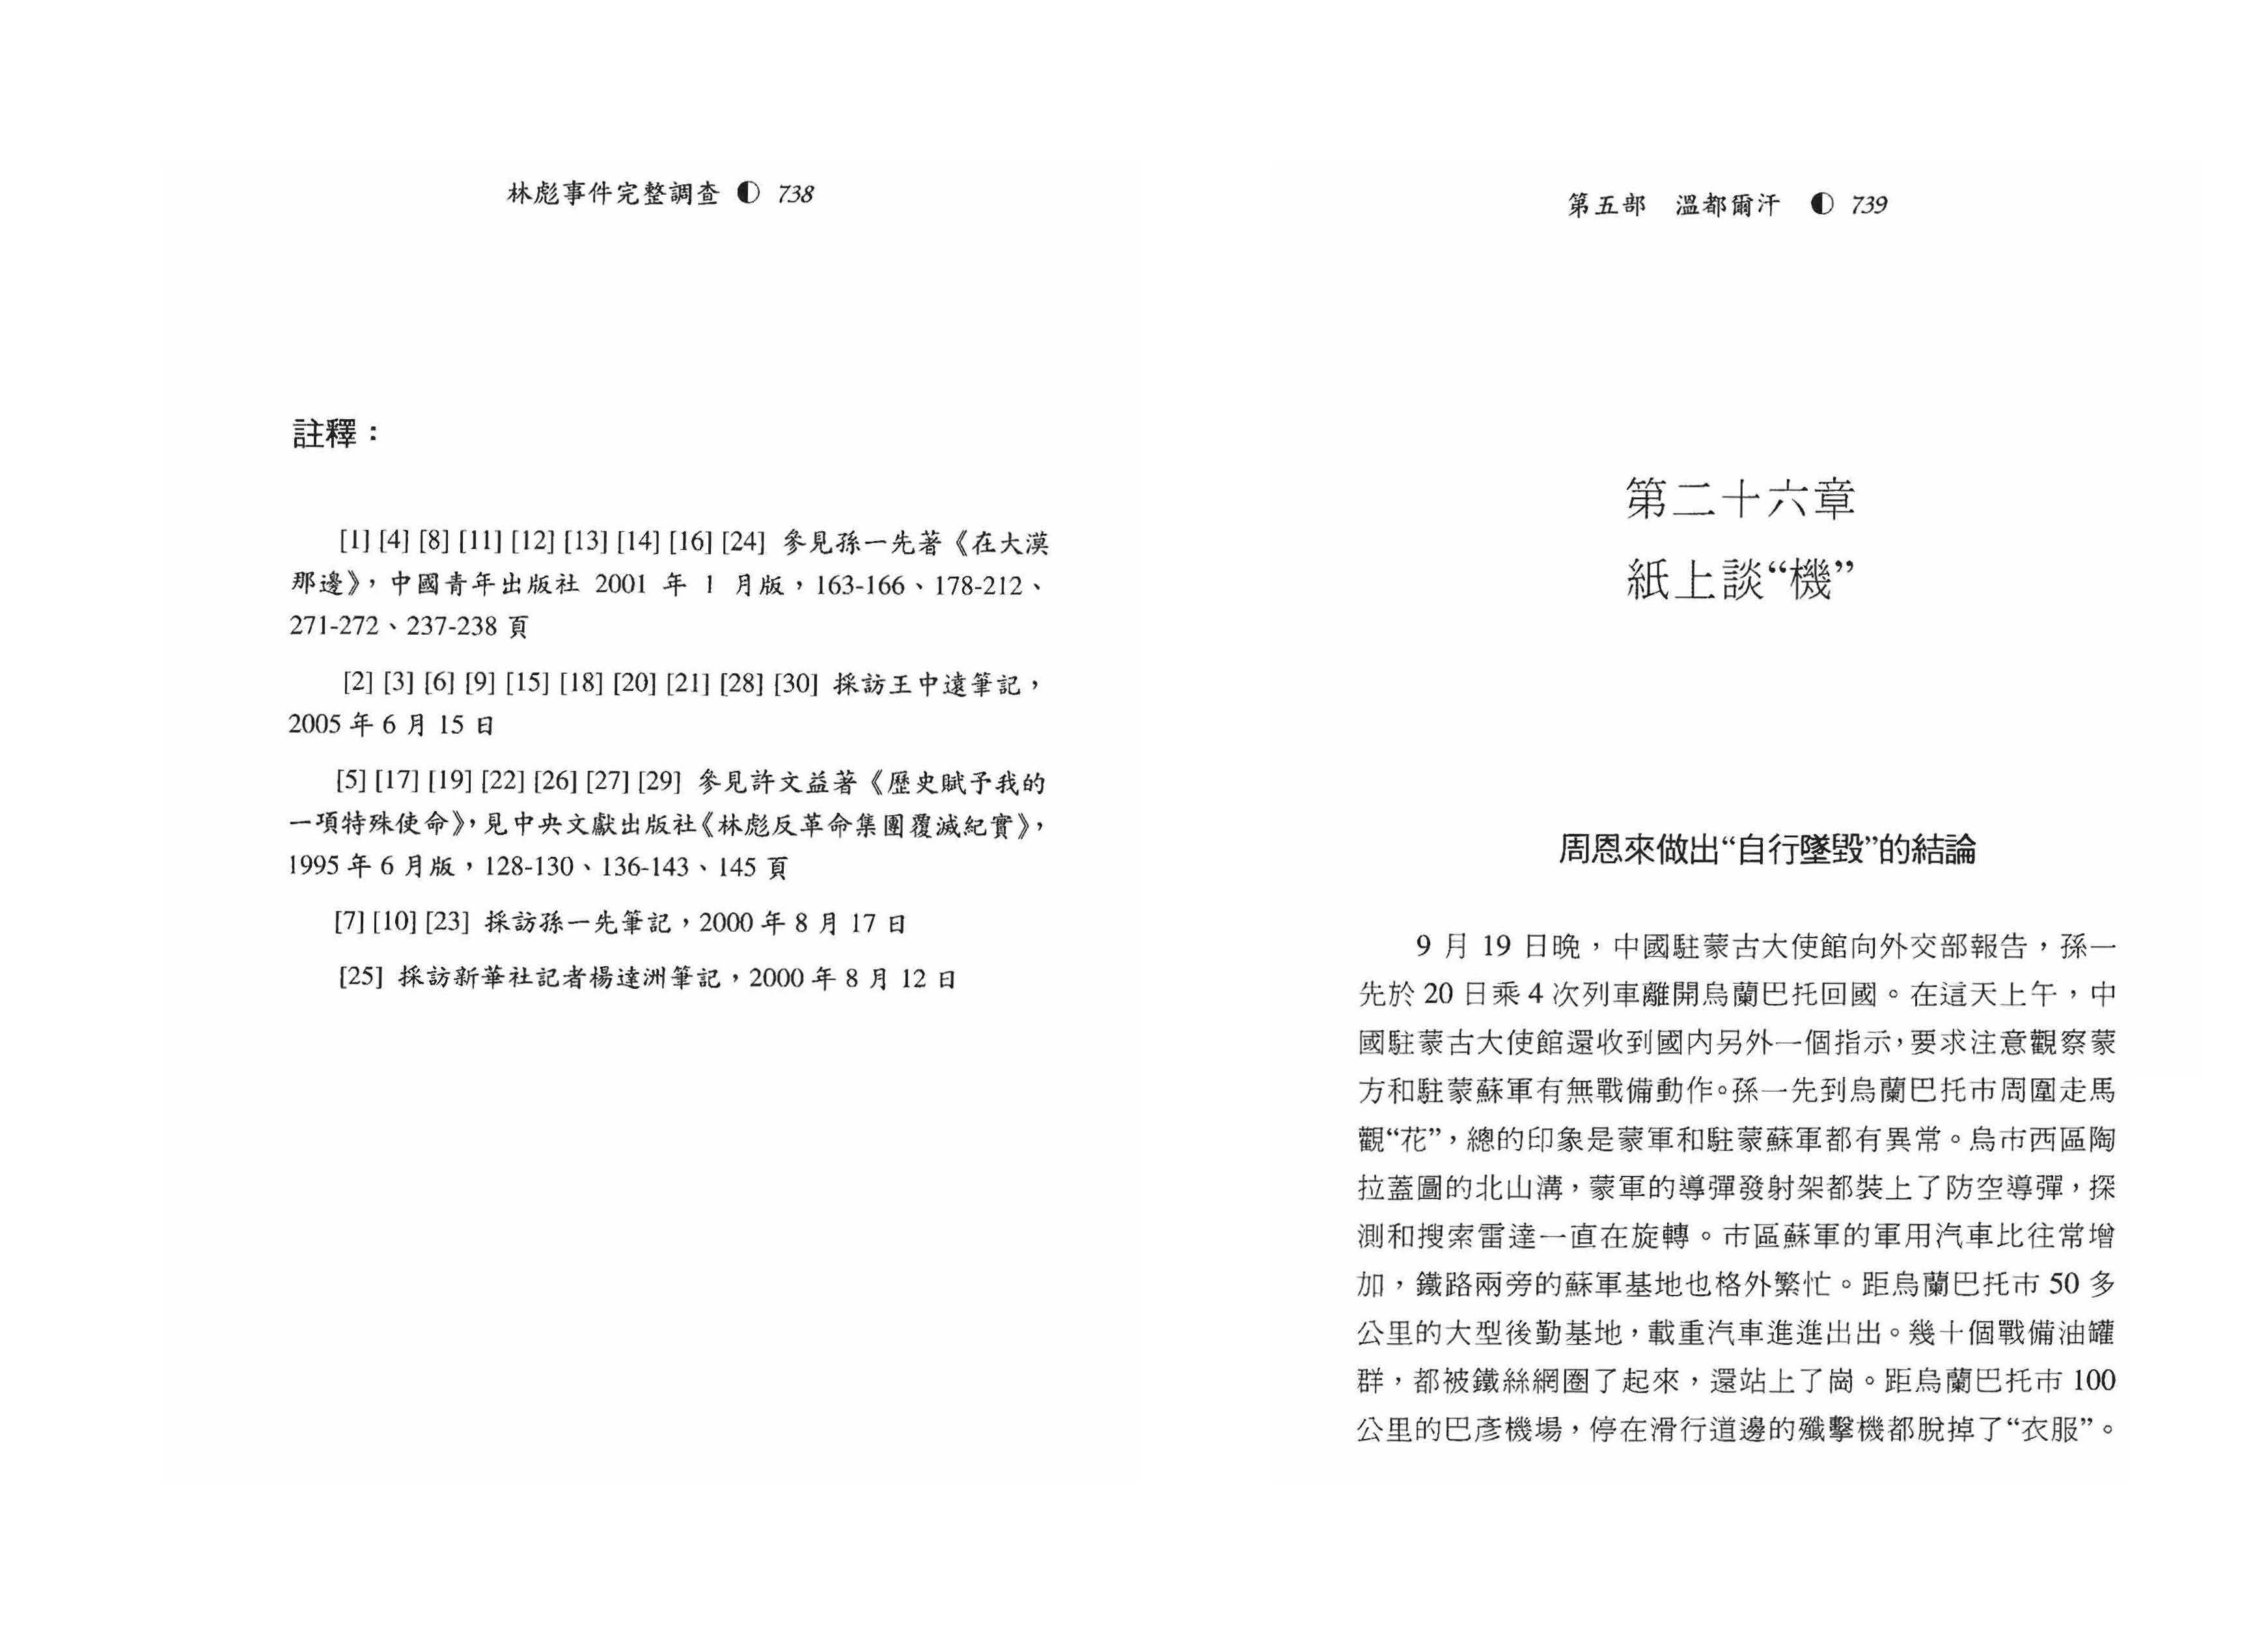 林彪事件完整調查 ◐ 738
註釋：
[1] [4] [8] [11] [12] [13] [14] [16] [24] 參見孫一先著《在大漠
那邊》，中國青年出版社 2001 年 1 月版，163-166、178-212、
271-272、237-238 頁
[2] [3] [6] [9] [15] [18] [20] [21] [28] [30] 採訪王中遠筆記，
2005 年 6 月 15 日
[5] [17] [19] [22] [26] [27] [29] 參見許文益著《歷史賦予我的
一項特殊使命》，見中央文獻出版社《林彪反革命集團覆滅紀實》，
1995 年 6 月版，128-130、136-143、145 頁
[7] [10] [23] 採訪孫一先筆記，2000 年 8 月 17 日
[25] 採訪新華社記者楊達洲筆記，2000 年 8 月 12 日
第五部 溫都爾汗 ◐ 739
第二十六章
紙上談“機”
周恩來做出“自行墜毀”的結論
9 月 19 日晚，中國駐蒙古大使館向外交部報告，孫一
先於 20 日乘 4 次列車離開烏蘭巴托回國。在這天上午，中
國駐蒙古大使館還收到國內另外一個指示，要求注意觀察蒙
方和駐蒙蘇軍有無戰備動作。孫一先到烏蘭巴托市周圍走馬
觀“花”，總的印象是蒙軍和駐蒙蘇軍都有異常。烏市西區陶
拉蓋圖的北山溝，蒙軍的導彈發射架都裝上了防空導彈，探
測和搜索雷達一直在旋轉。市區蘇軍的軍用汽車比往常增
加，鐵路兩旁的蘇軍基地也格外繁忙。距烏蘭巴托市 50 多
公里的大型後勤基地，載重汽車進進出出。幾十個戰備油罐
群，都被鐵絲網圈了起來，還站上了崗。距烏蘭巴托市 100
公里的巴彥機場，停在滑行道邊的殲擊機都脫掉了“衣服”。